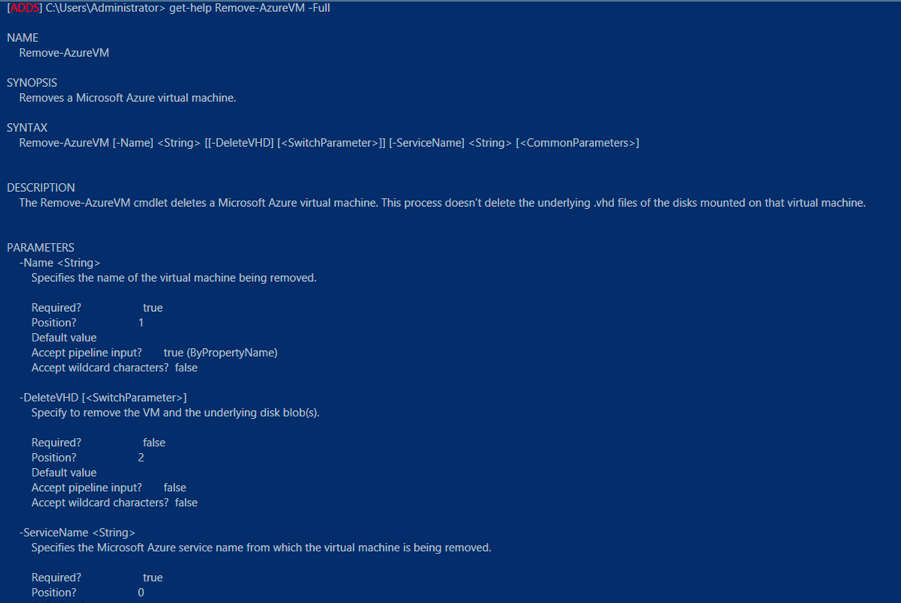 [ADDS] C:\Users\Administrator> get-help Remove-AzureVM -Full
NAME
Remove-AzureVM
SYNOPSIS
Removes a Microsoft Azure virtual machine.
SYNTAX
Remove-AzureVM [-Name] <String> [[-DeleteVHD] [<SwitchParameter>]] [-ServiceName] <String> [<CommonParameters>]
DESCRIPTION
The Remove-AzureVM cmdlet deletes a Microsoft Azure virtual machine. This process doesn't delete the underlying .vhd files of the disks mounted on that virtual machine.
PARAMETERS
-Name <String>
Specifies the name of the virtual machine being removed.
Required? true
Position? 1
Default value
Accept pipeline input? true (ByPropertyName)
Accept wildcard characters? false
-DeleteVHD [<SwitchParameter>]
Specify to remove the VM and the underlying disk blob(s).
Required? false
Position? 2
Default value
Accept pipeline input? false
Accept wildcard characters? false
-ServiceName <String>
Specifies the Microsoft Azure service name from which the virtual machine is being removed.
Required? true
Position? 0